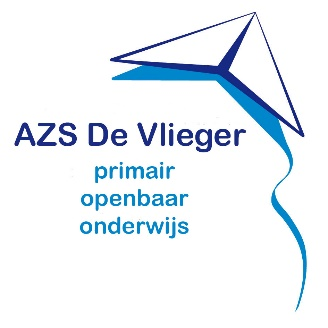 AZS De Vlieger
primair
openbaar
onderwijs